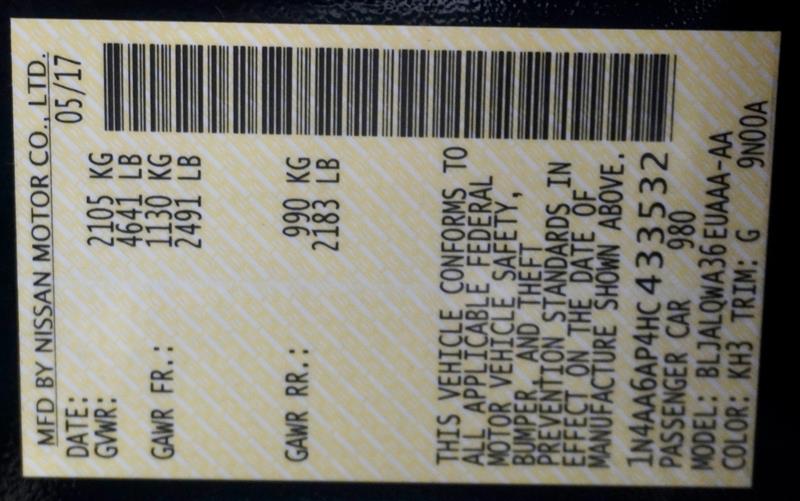 MFD BY NISSAN MOTOR CO., LTD.
DATE: 05/17
GVWR: 2105 KG
4641 LB
GAWR FR.: 1130 KG
2491 LB
GAWR RR.: 990 KG
2183 LB
THIS VEHICLE CONFORMS TO
ALL APPLICABLE FEDERAL
MOTOR VEHICLE SAFETY,
BUMPER, AND THEFT
PREVENTION STANDARDS IN
EFFECT ON THE DATE OF
MANUFACTURE SHOWN ABOVE.
1N4AA6AP4HC433532
PASSENGER CAR 980
MODEL: BLJALQWA36EUAAA-AA
COLOR: KH3 TRIM: G 9N00A